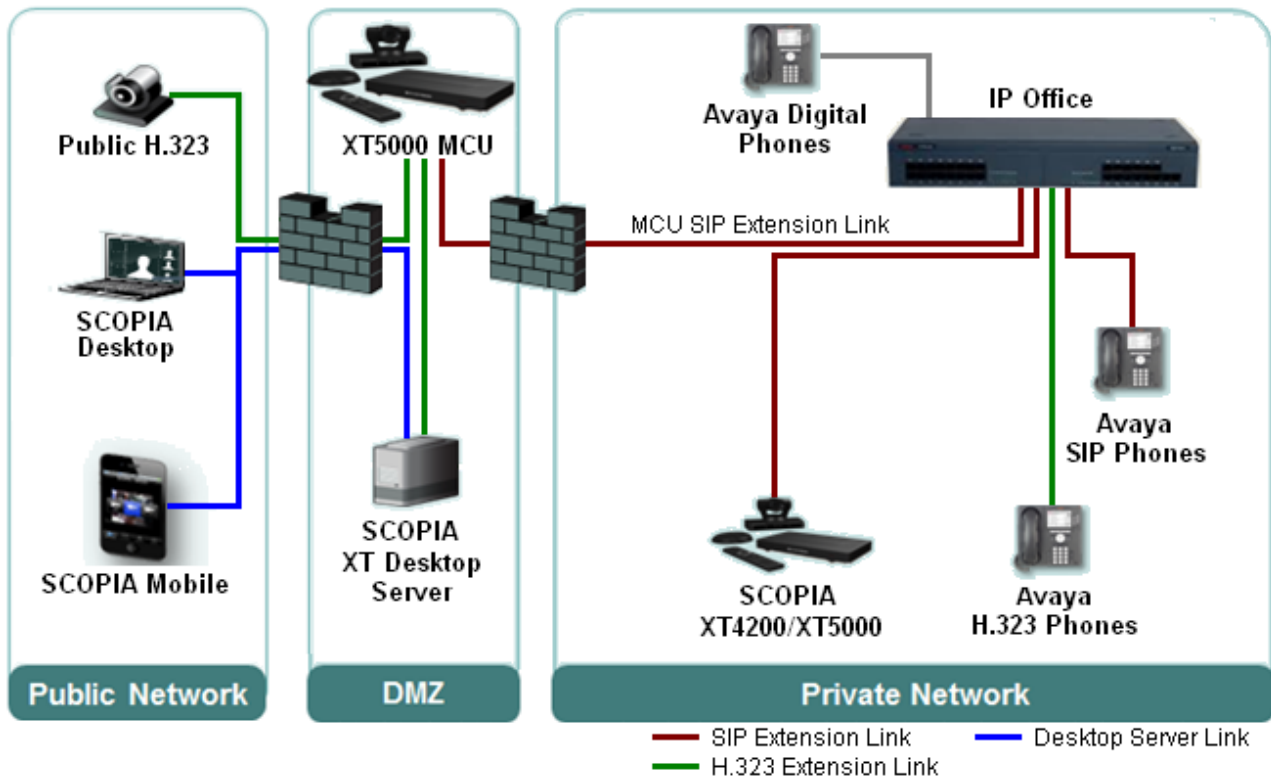 Public H.323
SCOPIA
Desktop
SCOPIA Mobile
Public Network
XT5000 MCU
SCOPIA
XT Desktop
Server
DMZ
Avaya Digital
Phones
IP Office
MCU SIP Extension Link
Avaya
SIP Phones
SCOPIA
XT4200/XT5000
Avaya
H.323 Phones
Private Network
SIP Extension Link
Desktop Server Link
H.323 Extension Link